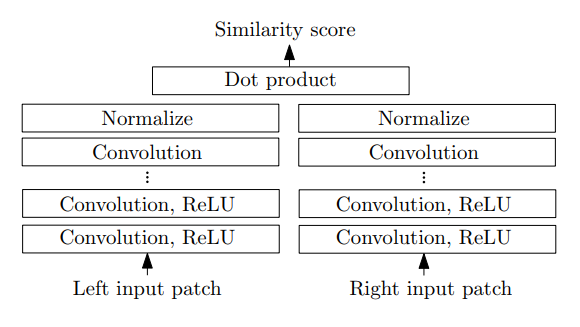 Similarity score
Dot product
Normalize
Normalize
Convolution
Convolution
Convolution, ReLU
Convolution, ReLU
Convolution, ReLU
Convolution, ReLU
Left input patch
Right input patch